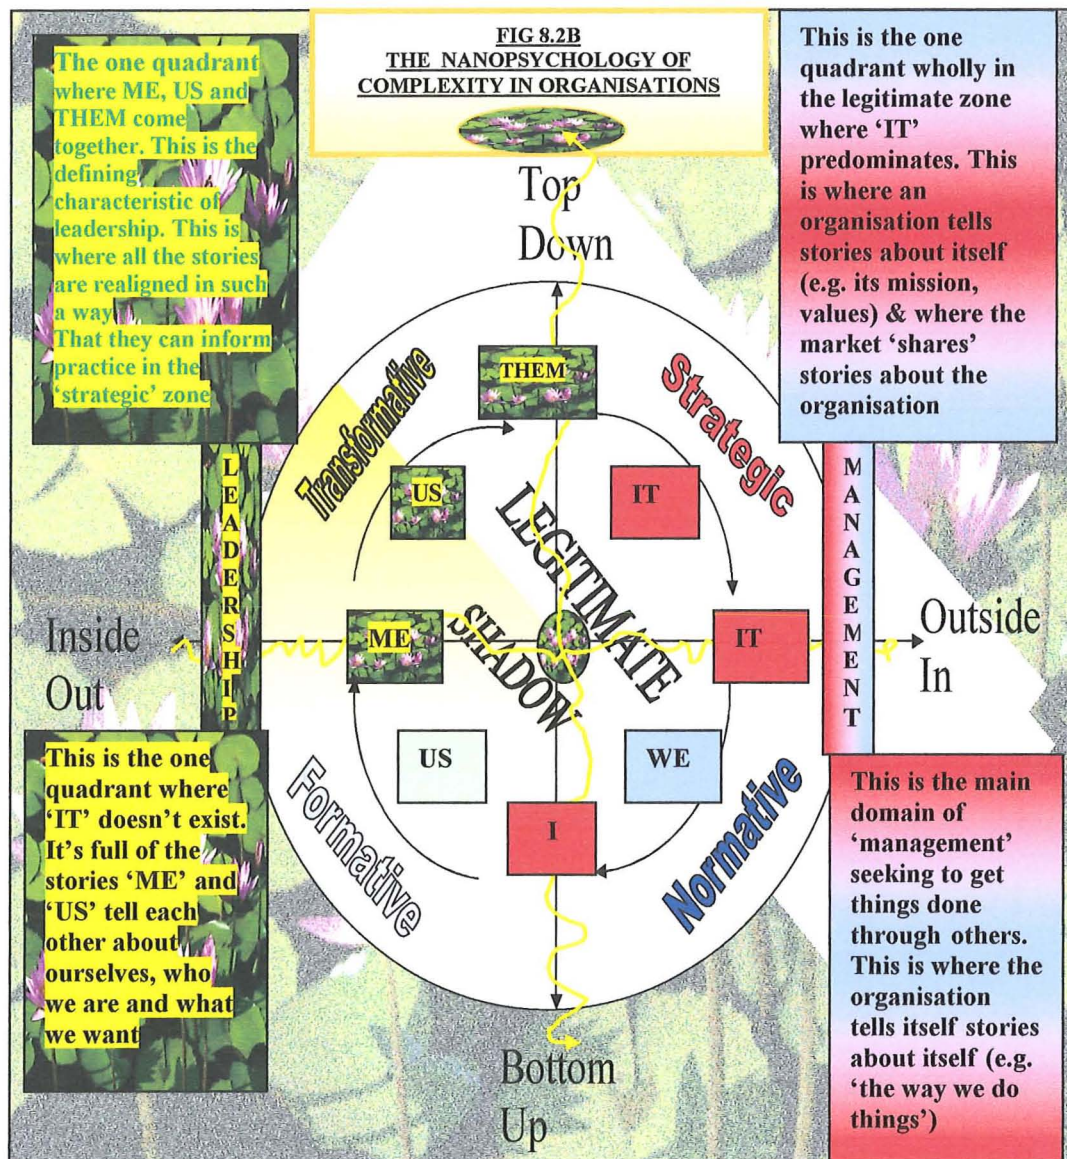 FIG 8.2B
THE NANOPSYCHOLOGY OF
COMPLEXITY IN ORGANISATIONS
The one quadrant
where ME, US and
THEM come
together. This is the
defining
characteristic of
leadership. This is
where all the stories
are realigned in such
a way
That they can inform
practice in the
'strategic' zone
This is the one
quadrant wholly in
the legitimate zone
where 'IT'
predominates. This
is where an
organisation tells
stories about itself
(e.g. its mission,
values) & where the
market 'shares'
stories about the
organisation
Top
Down
Transformative
Strategic
THEM
US
IT
LEGITIMATE
SHADOW
LEADERSHIP
MANAGEMENT
Inside
Out
ME
IT
Outside
In
US
WE
I
Formative
Normative
This is the one
quadrant where
'IT' doesn't exist.
It's full of the
stories 'ME' and
'US' tell each
other about
ourselves, who
we are and what
we want
This is the main
domain of
'management'
seeking to get
things done
through others.
This is where the
organisation
tells itself stories
about itself (e.g.
'the way we do
things')
Bottom
Up